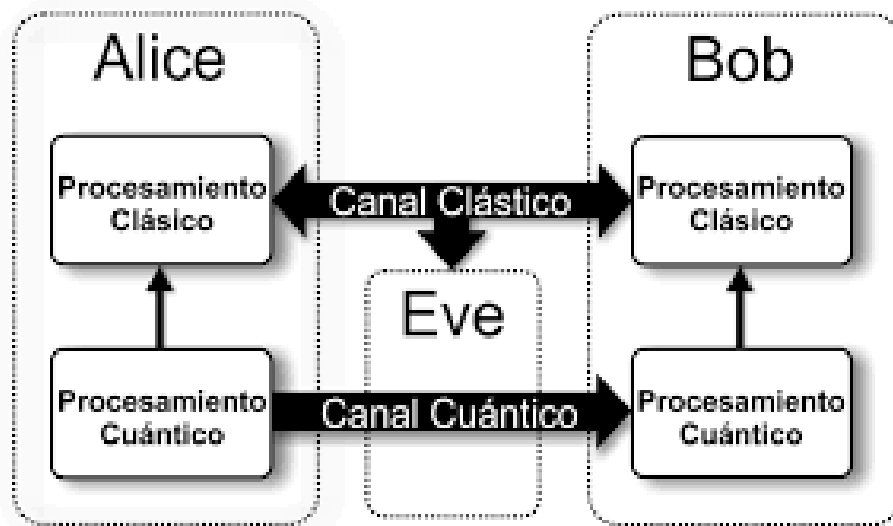 Alice
Bob
Procesamiento
Clásico
Canal Clástico
Procesamiento
Clásico
Eve
Procesamiento
Cuántico
Canal Cuántico
Procesamiento
Cuántico